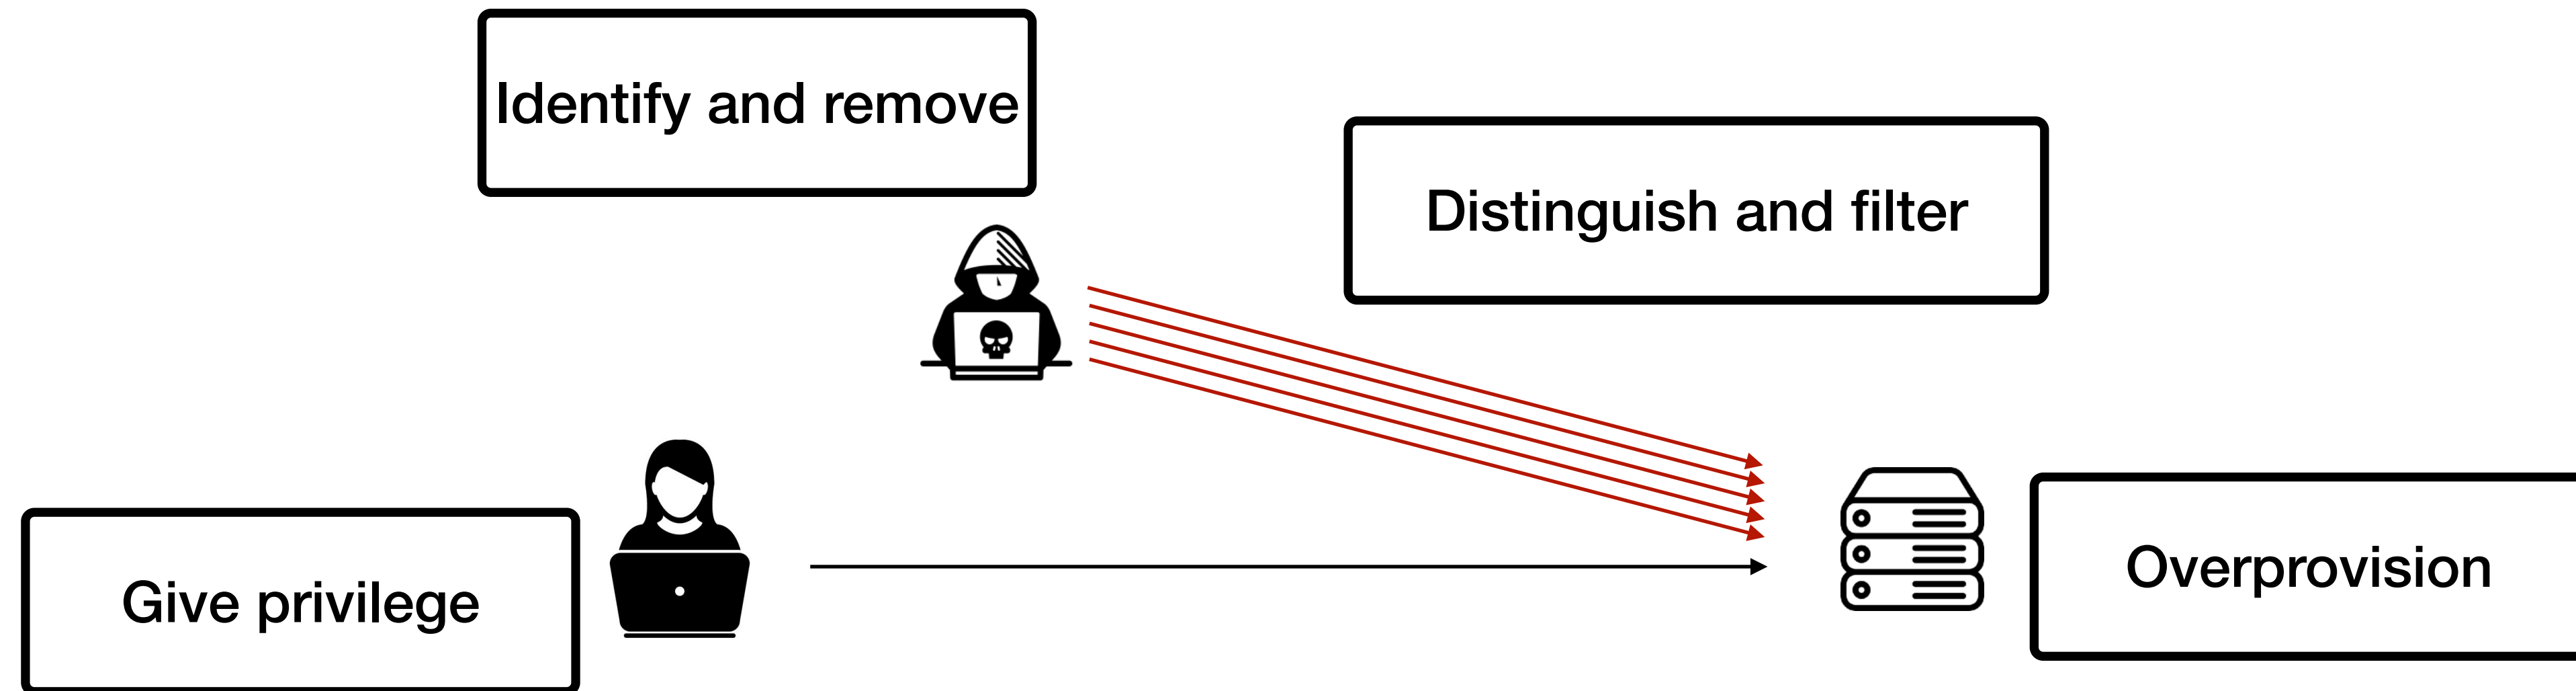 Identify and remove
Distinguish and filter
Give privilege
Overprovision